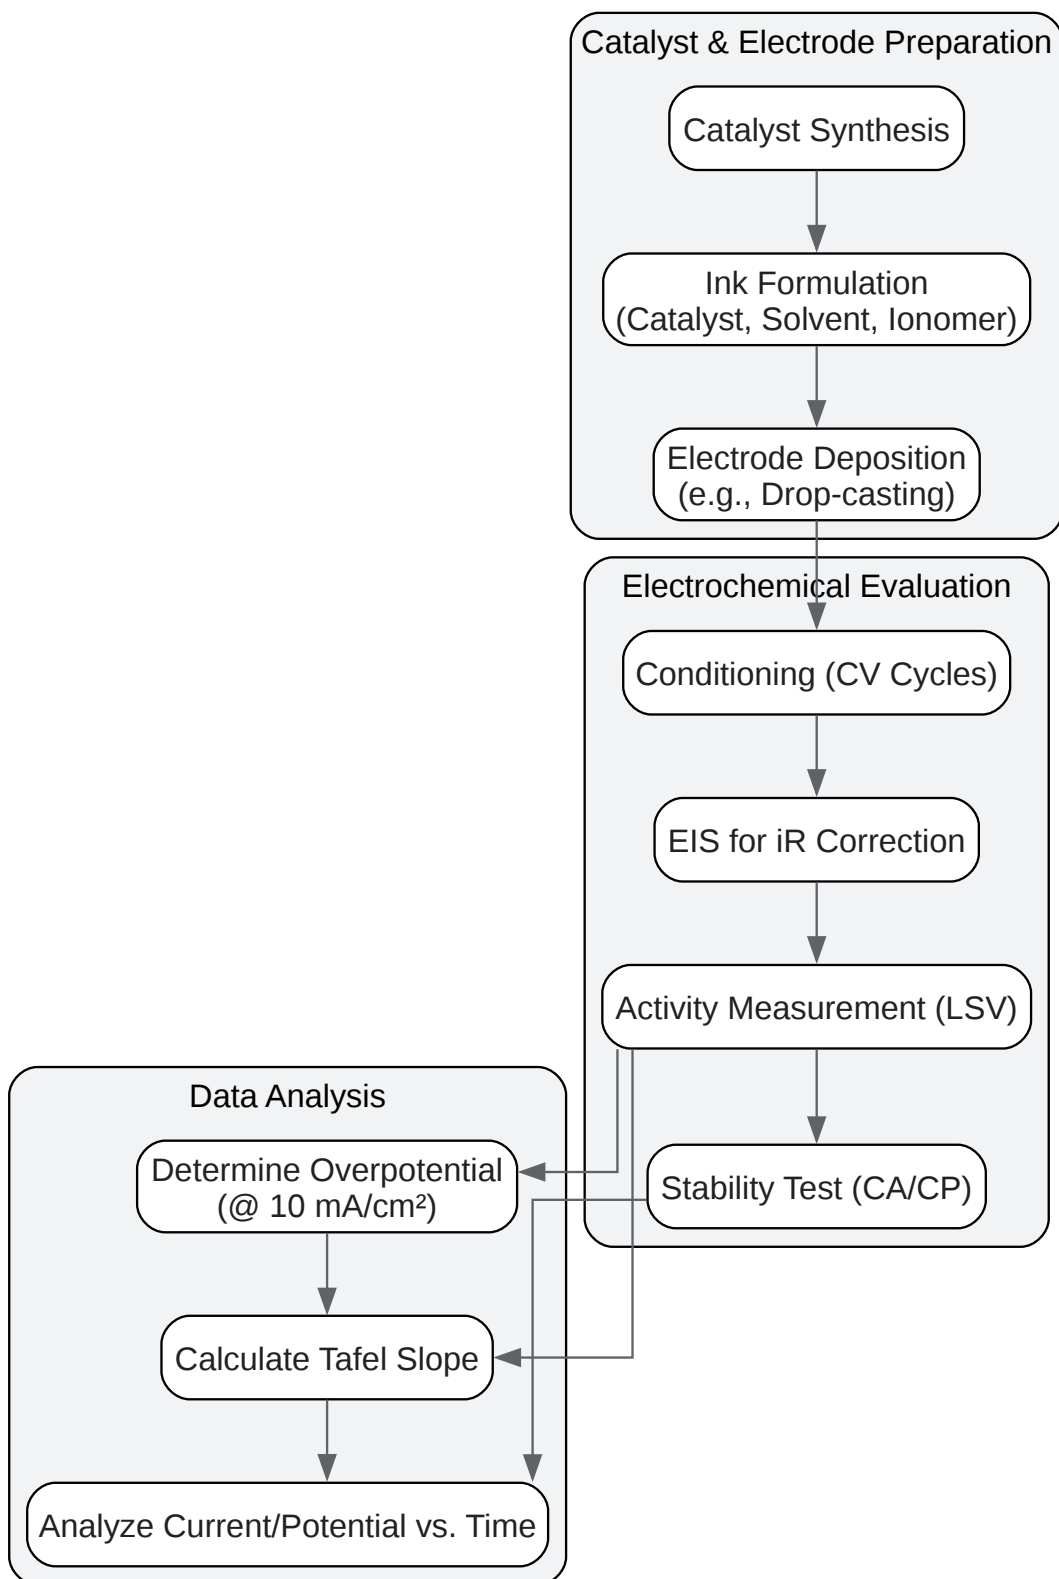 Catalyst & Electrode Preparation
Catalyst Synthesis
Ink Formulation
(Catalyst, Solvent, Ionomer)
Electrode Deposition
(e.g., Drop-casting)
Electrochemical Evaluation
Conditioning (CV Cycles)
EIS for iR Correction
Activity Measurement (LSV)
Stability Test (CA/CP)
Data Analysis
Determine Overpotential
(@ 10 mA/cm²)
Calculate Tafel Slope
Analyze Current/Potential vs. Time